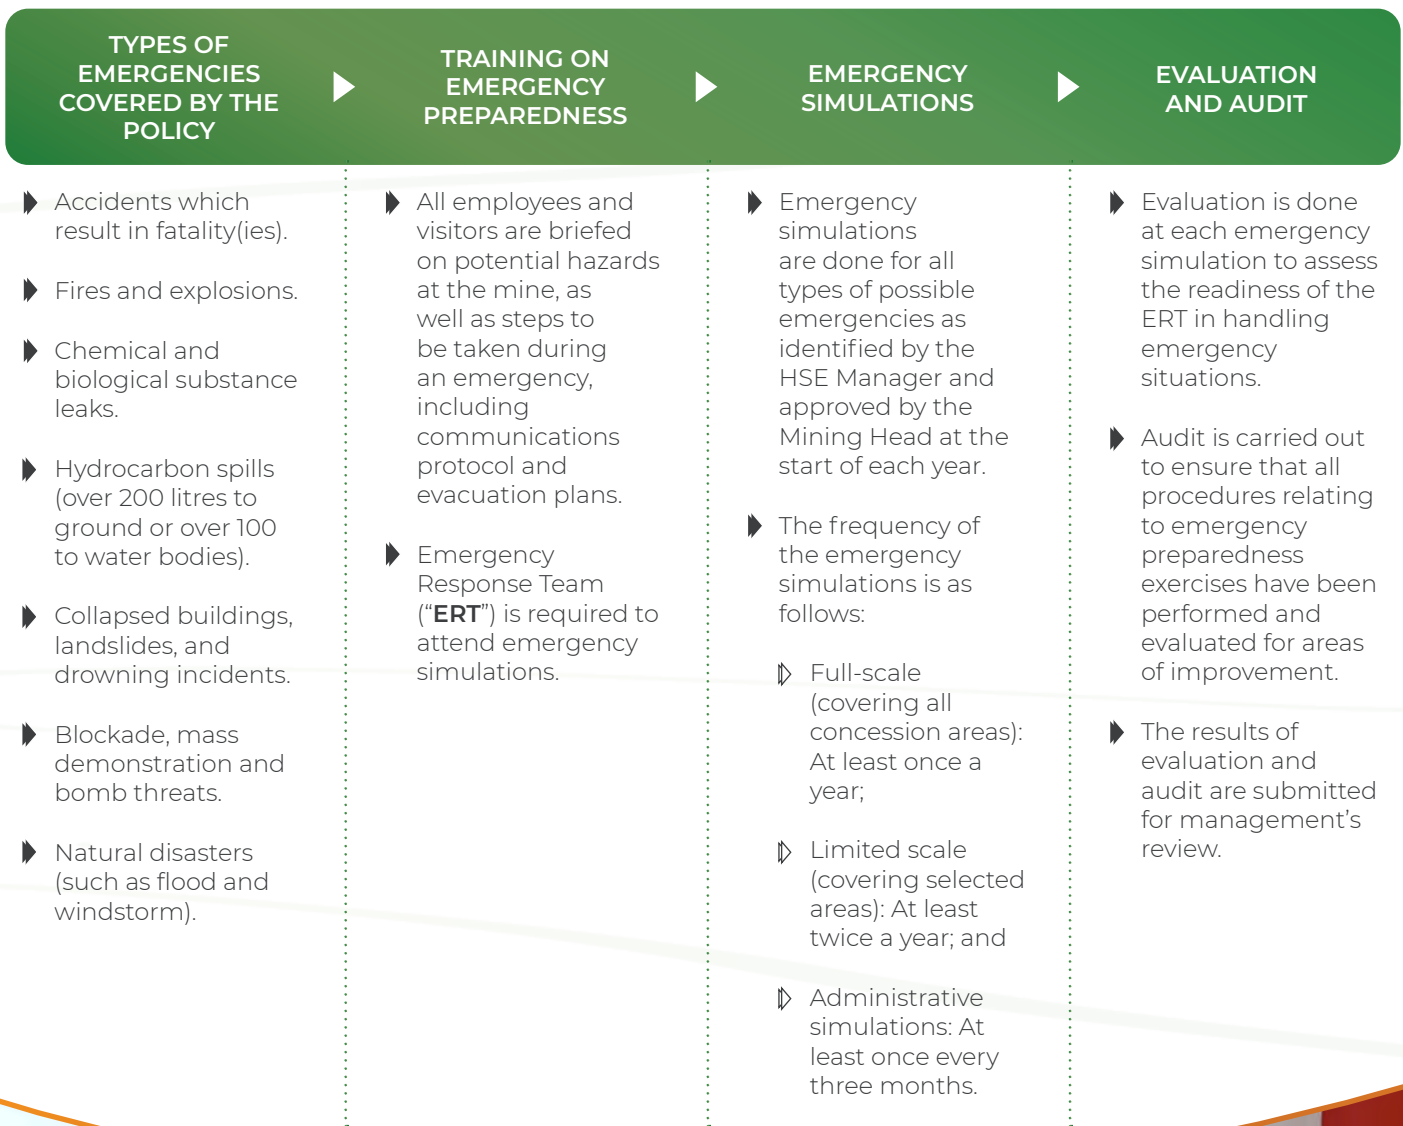 TYPES OF
EMERGENCIES
COVERED BY THE
POLICY
Accidents which
result in fatality(ies).
Fires and explosions.
Chemical and
biological substance
leaks.
Hydrocarbon spills
(over 200 litres to
ground or over 100
to water bodies).
Collapsed buildings,
landslides, and
drowning incidents.
Blockade, mass
demonstration and
bomb threats.
Natural disasters
(such as flood and
windstorm).
TRAINING ON
EMERGENCY
PREPAREDNESS
All employees and
visitors are briefed
on potential hazards
at the mine, as
well as steps to
be taken during
an emergency,
including
communications
protocol and
evacuation plans.
Emergency
Response Team
(“ERT”) is required to
attend emergency
simulations.
EMERGENCY
SIMULATIONS
Emergency
simulations
are done for all
types of possible
emergencies as
identified by the
HSE Manager and
approved by the
Mining Head at the
start of each year.
The frequency of
the emergency
simulations is as
follows:
Full-scale
(covering all
concession areas):
At least once a
year;
Limited scale
(covering selected
areas): At least
twice a year; and
Administrative
simulations: At
least once every
three months.
EVALUATION
AND AUDIT
Evaluation is done
at each emergency
simulation to assess
the readiness of the
ERT in handling
emergency
situations.
Audit is carried out
to ensure that all
procedures relating
to emergency
preparedness
exercises have been
performed and
evaluated for areas
of improvement.
The results of
evaluation and
audit are submitted
for management’s
review.